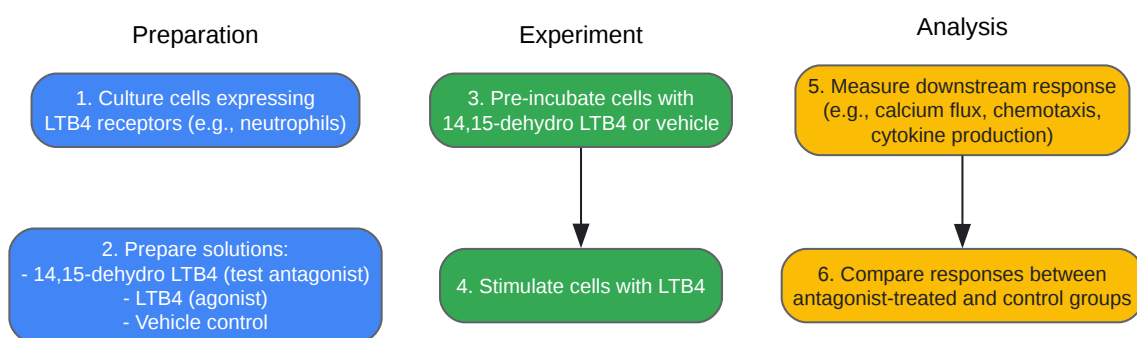 Preparation
1. Culture cells expressing
LTB4 receptors (e.g., neutrophils)
2. Prepare solutions:
- 14,15-dehydro LTB4 (test antagonist)
- LTB4 (agonist)
- Vehicle control
Experiment
3. Pre-incubate cells with
14,15-dehydro LTB4 or vehicle
4. Stimulate cells with LTB4
Analysis
5. Measure downstream response
(e.g., calcium flux, chemotaxis,
cytokine production)
6. Compare responses between
antagonist-treated and control groups